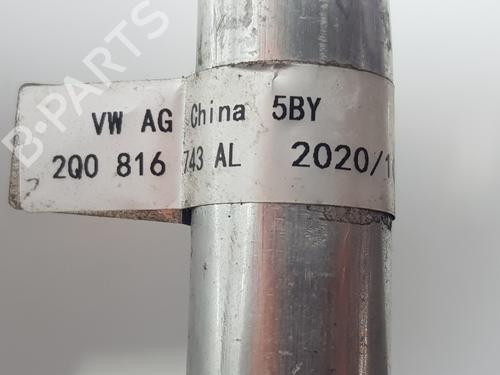 VW AG China 5BY
2Q0 816 743 AL 2020/1
B-PARTS